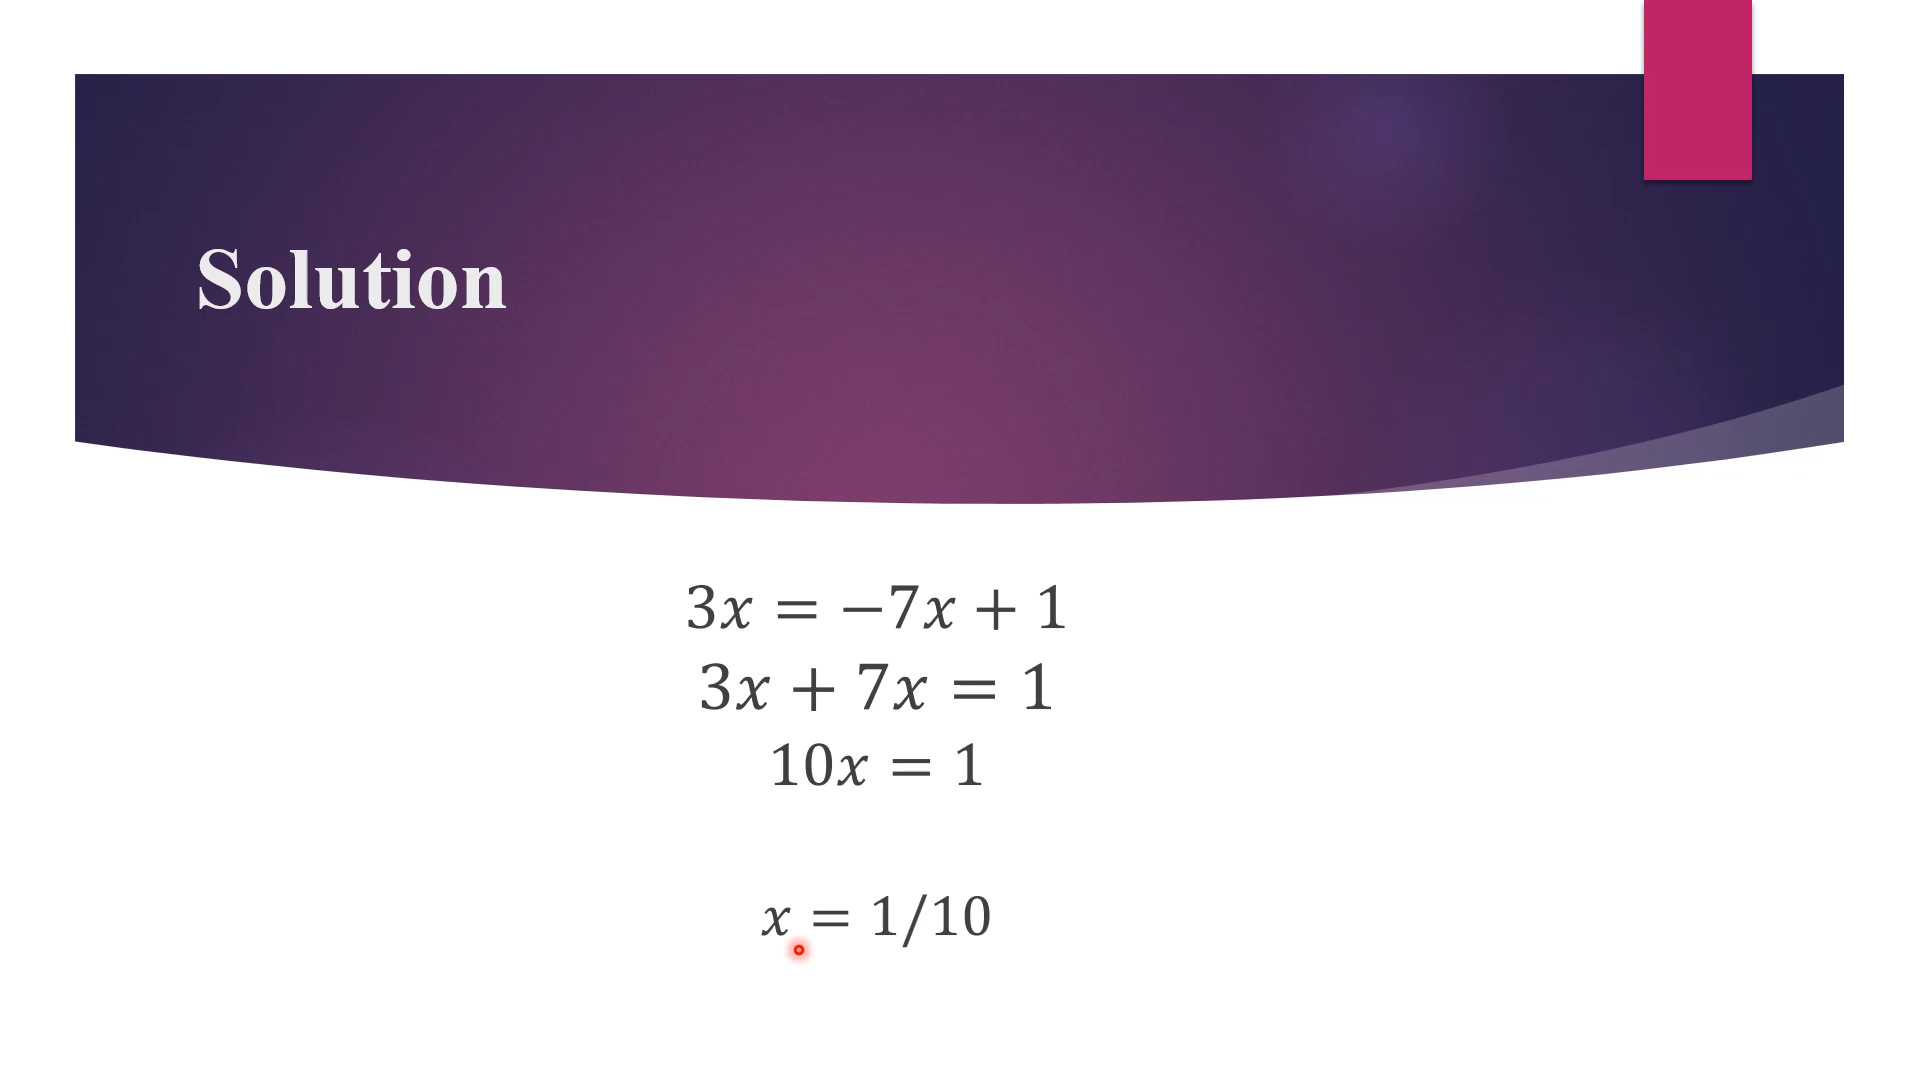 Solution
3x = −7x + 1
3x + 7x = 1
10x = 1
x = 1/10